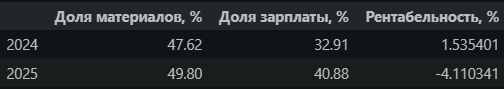 Доля материалов, % Доля зарплаты, % Рентабельность, %
2024 47.62 32.91 1.535401
2025 49.80 40.88 -4.110341